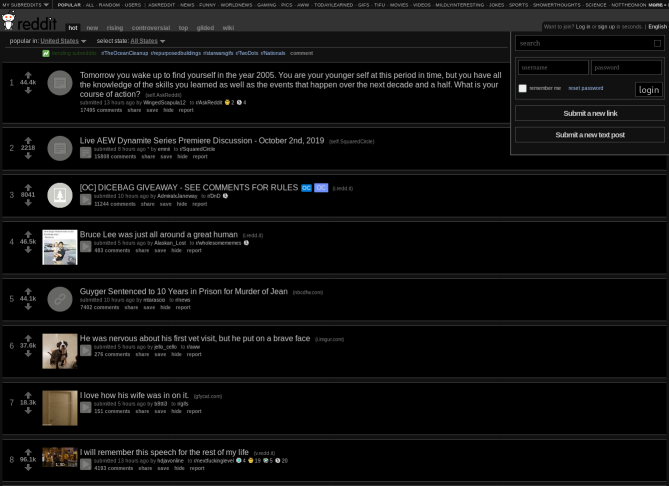 MY SUBREDDITS POPULAR - ALL - RANDOM - USERS | ASKREDDIT - NEWS - FUNNY - WORLDNEWS - GAMING - PICS - AWW - TODAYILEARNED - GIFS - TIFU - MOVIES - VIDEOS - MILDLYINTERESTING - JOKES - SPORTS - SHOWERTHOUGHTS - SCIENCE - NOTTHEONION MORE »
reddit hot new rising controversial top gilded wiki
Want to join? Log in or sign up in seconds. | English
popular in: United States select state: All States
trending subreddits r/TheOceanCleanup r/repurposedbuildings r/starwarsgifs r/TwoDots r/Nationals comment
search
username password
remember me reset password login
Submit a new link
Submit a new text post
1 44.4k Tomorrow you wake up to find yourself in the year 2005. You are your younger self at this period in time, but you have all
the knowledge of the skills you learned as well as the events that happen over the next decade and a half. What is your
course of action? (self.AskReddit)
submitted 13 hours ago by WingedScapula12 to r/AskReddit 2 4
17495 comments share save hide report
2 2218 Live AEW Dynamite Series Premiere Discussion - October 2nd, 2019 (self.SquaredCircle)
submitted 6 hours ago * by to r/SquaredCircle
15808 comments share save hide report
3 8041 [OC] DICEBAG GIVEAWAY - SEE COMMENTS FOR RULES OC OC (i.redd.it)
submitted 10 hours ago by AdmiralsJaneway to r/DnD
11244 comments share save hide report
4 46.5k Bruce Lee was just all around a great human (i.redd.it)
submitted 5 hours ago by Alaskan_Lost to r/wholesomememes
483 comments share save hide report
5 44.1k Guyger Sentenced to 10 Years in Prison for Murder of Jean
submitted 10 hours ago by to r/news
7402 comments share save hide report
6 37.6k He was nervous about his first vet visit, but he put on a brave face (i.imgur.com)
submitted 5 hours ago by jello_cello to r/aww
276 comments share save hide report
7 18.3k I love how his wife was in on it. (gfycat.com)
submitted 5 hours ago by to r/gifs
151 comments share save hide report
8 96.1k I will remember this speech for the rest of my life (v.redd.it)
submitted 13 hours ago by hdjavonline to r/nextfuckinglevel 4 19 5 20
4193 comments share save hide report